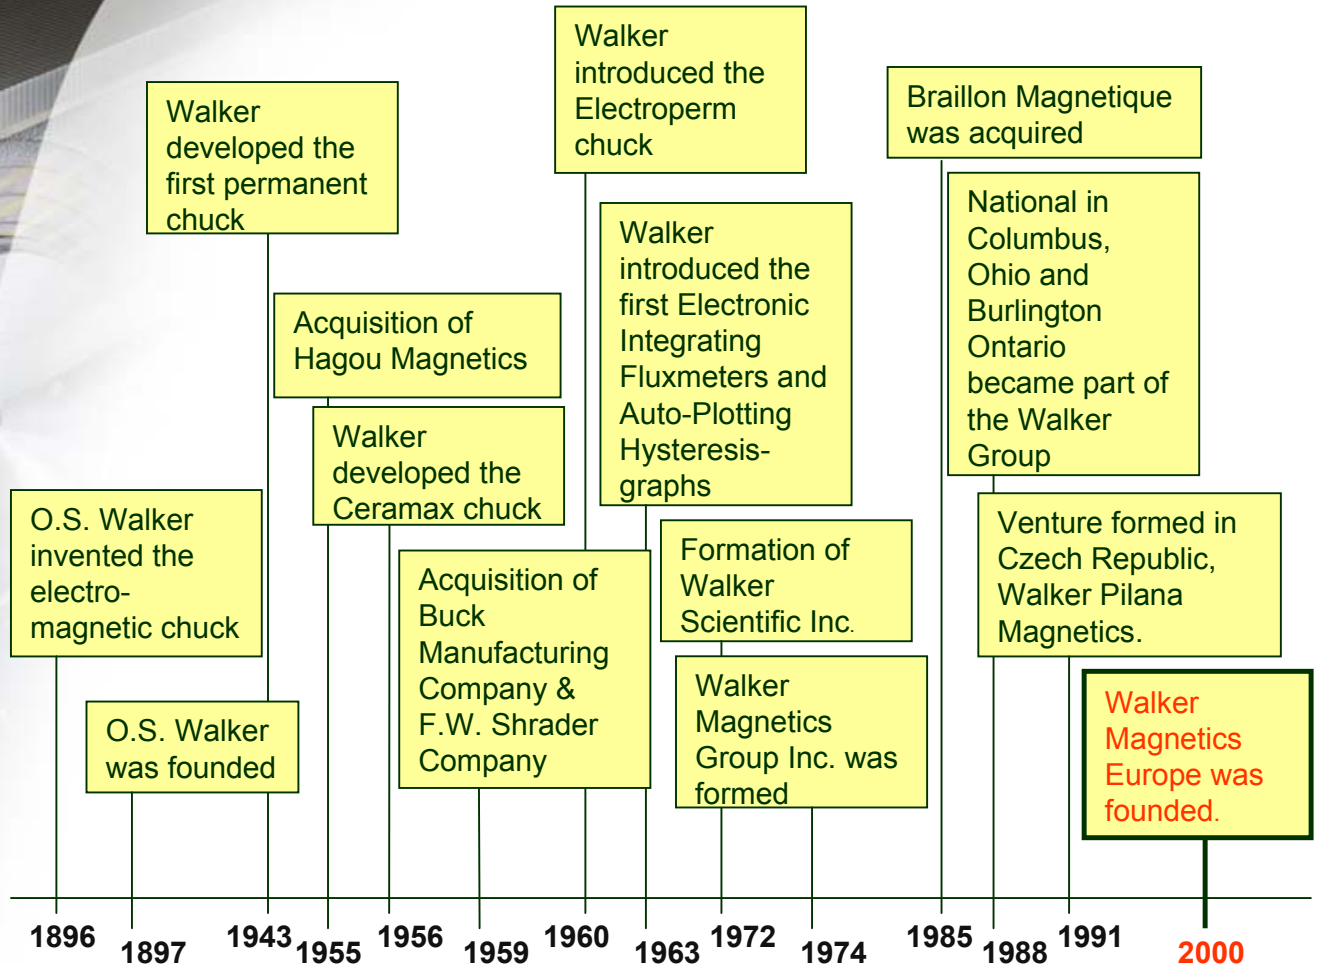 Walker
introduced the
Electroperm
chuck
Braillon Magnetique
was acquired
Walker
developed the
first permanent
chuck
National in
Columbus,
Ohio and
Burlington
Ontario
became part of
the Walker
Group
Walker
introduced the
first Electronic
Integrating
Fluxmeters and
Auto-Plotting
Hysteresis-
graphs
Acquisition of
Hagou Magnetics
Walker
developed the
Ceramax chuck
O.S. Walker
invented the
electro-
magnetic chuck
Acquisition of
Buck
Manufacturing
Company &
F.W. Shrader
Company
Formation of
Walker
Scientific Inc.
Venture formed in
Czech Republic,
Walker Pilana
Magnetics.
O.S. Walker
was founded
Walker
Magnetics
Group Inc. was
formed
Walker
Magnetics
Europe was
founded.
1896 1897 1943 1955 1956 1959 1960 1963 1972 1974 1985 1988 1991 2000